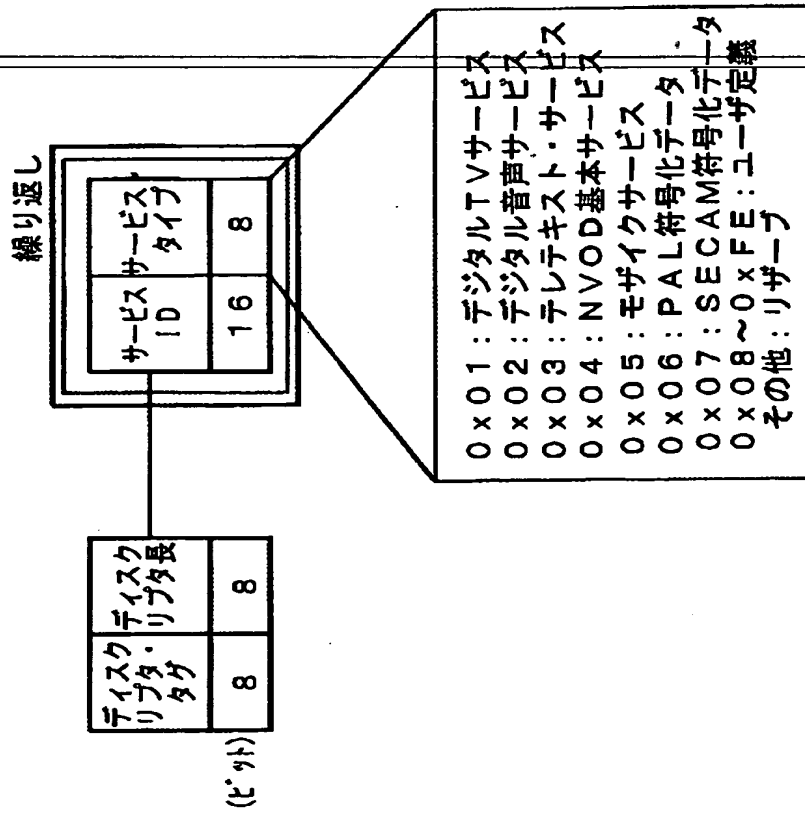 繰り返し
ディスク
リプタ・
タグ
ディスク
リプタ長
サービス
ID
サービス
タイプ
(ビット)
8
8
16
8
0x01:デジタルTVサービス
0x02:デジタル音声サービス
0x03:テレテキスト・サービス
0x04:NVOD基本サービス
0x05:モザイクサービス
0x06:PAL符号化データ
0x07:SECAM符号化データ
0x08~0xFE:ユーザ定義
その他:リザーブ